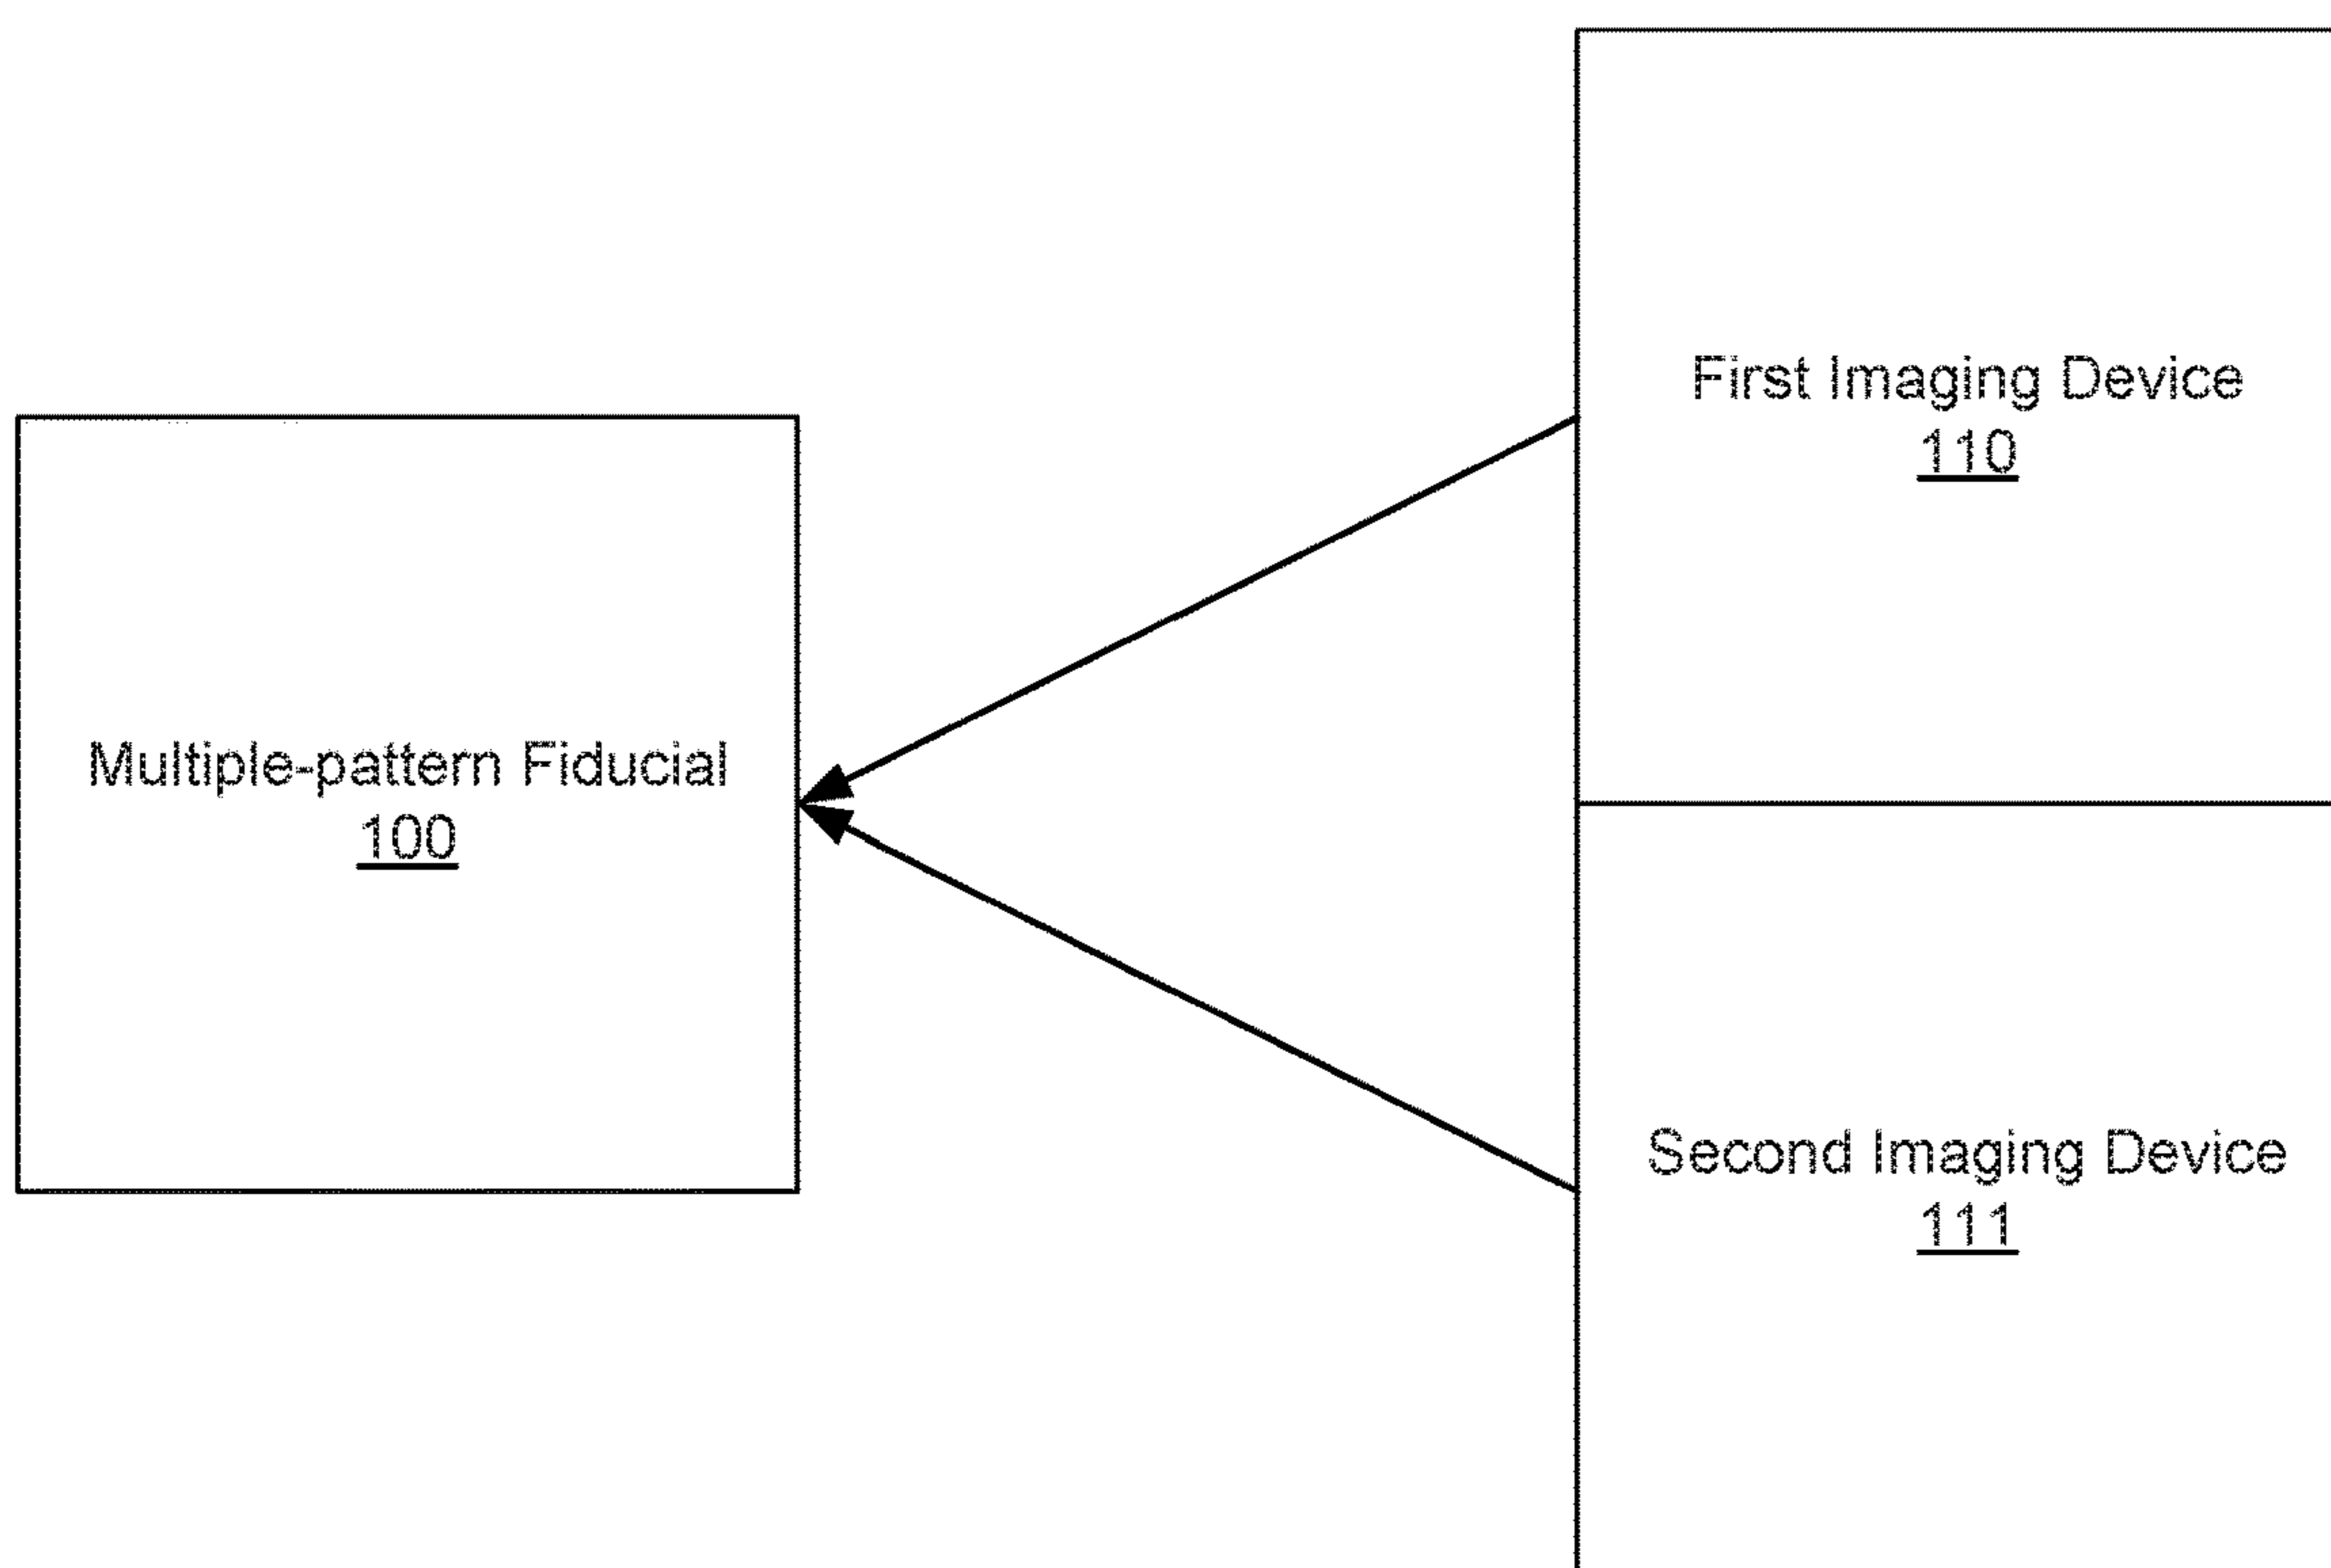 First Imaging Device
110
Multiple-pattern Fiducial
100
Second Imaging Device
111